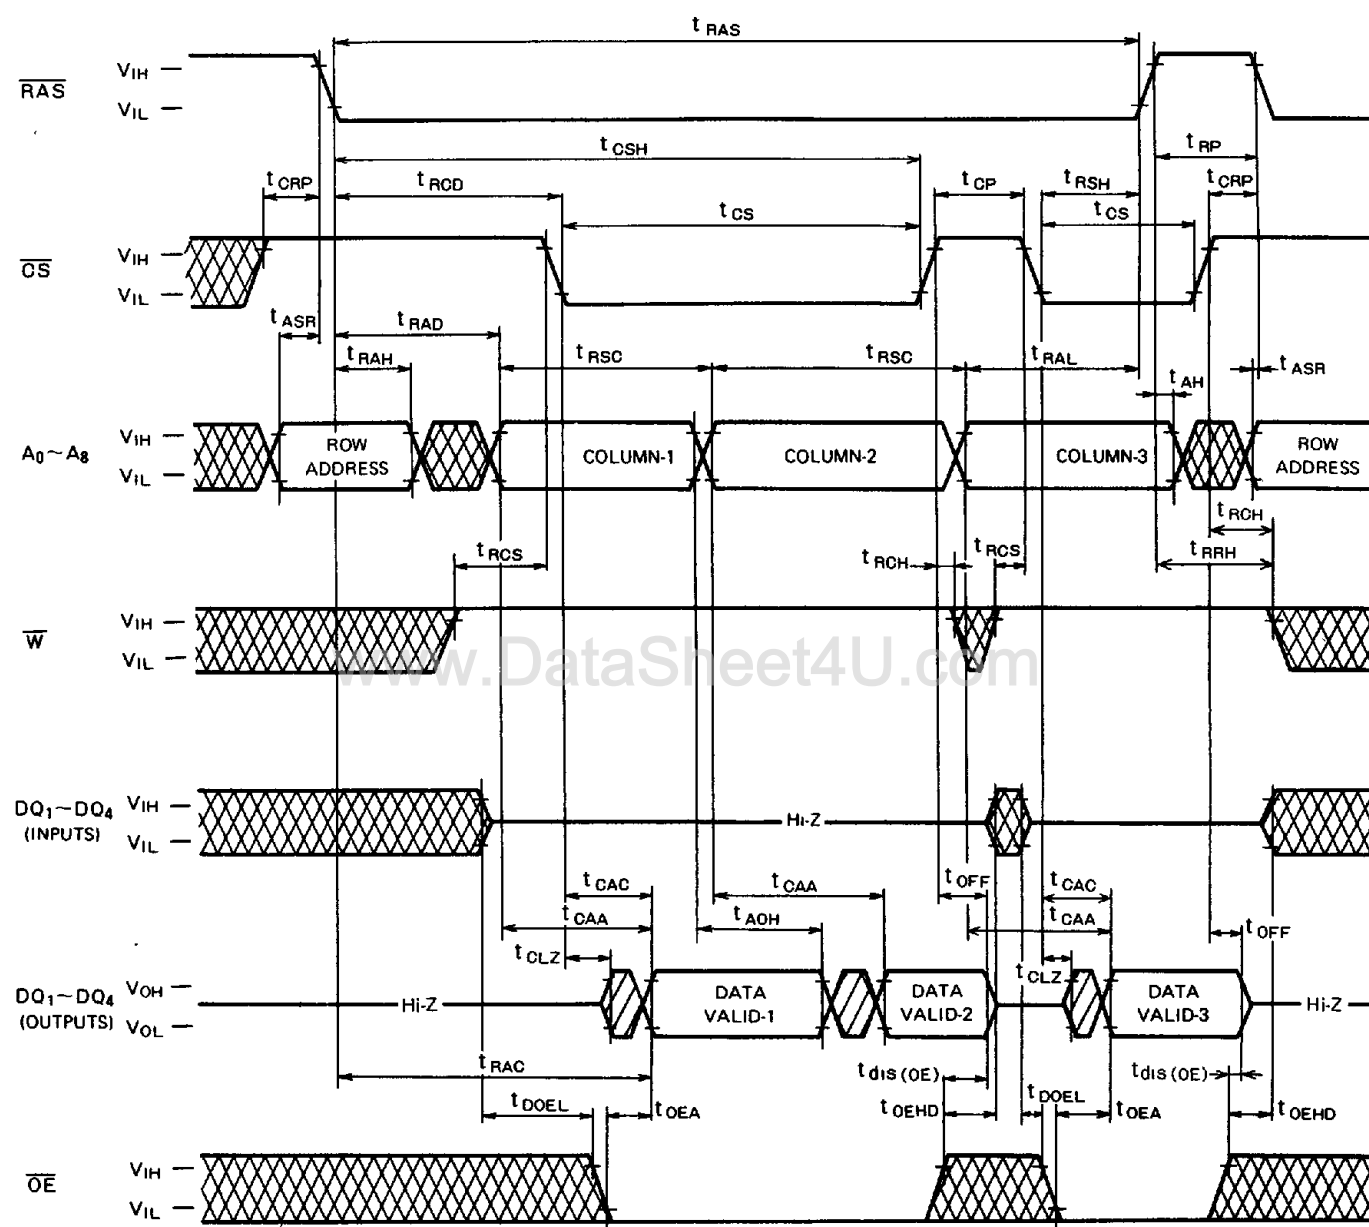 t RAS
RAS
VIH
VIL
t CSH
t RP
t CRP
t RCD
t CP
t RSH
t CRP
t CS
t CS
CS
VIH
VIL
t ASR
t RAD
t RAH
t RSC
t RSC
t RAL
t AH
t ASR
A0~A8
VIH
VIL
ROW ADDRESS
COLUMN-1
COLUMN-2
COLUMN-3
ROW ADDRESS
t RCH
t RCS
t RCH
t RCS
t RRH
W
VIH
VIL
www.DataSheet4U.com
DQ1~DQ4
(INPUTS)
VIH
VIL
Hi-Z
t CAC
t CAA
t OFF
t CAC
t CAA
t AOH
t CAA
t OFF
t CLZ
t CLZ
DQ1~DQ4
(OUTPUTS)
VOH
VOL
Hi-Z
DATA VALID-1
DATA VALID-2
DATA VALID-3
Hi-Z
t RAC
t DIS (OE)
t DIS (OE)
t DOEL
t OEA
t OEHD
t DOEL
t OEA
t OEHD
OE
VIH
VIL